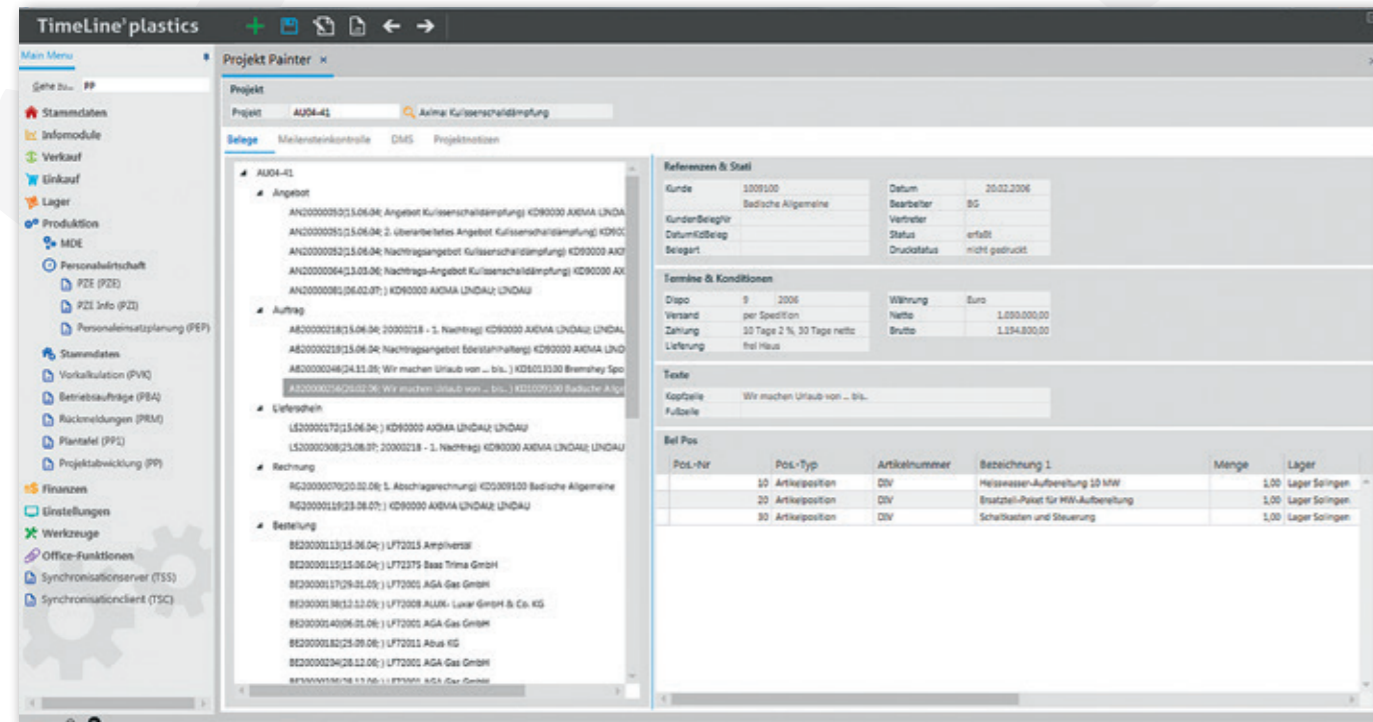 TimeLine³plastics
Main Menu
Gehe zu... PP
Stammdaten
Infomodule
Verkauf
Einkauf
Lager
Produktion
MDE
Personalwirtschaft
PZE (PZE)
PZI Info (PZI)
Personaleinsatzplanung (PEP)
Stammdaten
Vorkalkulation (PVK)
Betriebsaufträge (PBA)
Rückmeldungen (PRM)
Plantafel (PP1)
Projektabwicklung (PP)
Finanzen
Einstellungen
Werkzeuge
Office-Funktionen
Synchronisationserver (TSS)
Synchronisationclient (TSC)
Projekt Painter ×
Projekt
Projekt AU04-41 Axima: Kulissenschalldämpfung
Belege Meilensteinkontrolle DMS Projektnotizen
AU04-41
Angebot
AN20000050(15.06.04; Angebot Kulissenschalldämpfung) KD90000 AXIMA LINDA
AN20000051(15.06.04; 2. überarbeitetes Angebot Kulissenschalldämpfung) KD90
AN20000052(15.06.04; Nachtragsangebot Kulissenschalldämpfung) KD90000
AN20000064(13.03.06; Nachtrags-Angebot Kulissenschalldämpfung) KD90000 AX
AN20000081(06.02.07; ) KD90000 AXIMA LINDAU; LINDAU
Auftrag
AB20000218(15.06.04; 20000218 - 1. Nachtrag) KD90000 AXIMA LINDAU; LINDAU
AB20000219(15.06.04; Nachtragsangebot KD90000 AXIMA LIND
AB20000246(24.11.05; Wir machen Urlaub von ... bis.. ) KD1013100 Bremshey Spo
AB20000256(20.02.06; Wir machen Urlaub von ... bis.. ) KD1009100 Badische Allge
Lieferschein
LS20000172(15.06.04; ) KD90000 AXIMA LINDAU; LINDAU
LS20000308(23.08.07; 20000218 - 1. Nachtrag) KD90000 AXIMA LINDAU; LINDAU
Rechnung
RG20000070(20.02.06; 1. Abschlagsrechnung) KD1009100 Badische Allgemeine
RG20000119(23.08.07; ) KD90000 AXIMA LINDAU; LINDAU
Bestellung
BE20000113(15.06.04; ) LF72015 Ampliversal
BE20000115(15.06.04; ) LF72375 Baas Trima GmbH
BE20000117(29.01.05; ) LF72001 AGA Gas GmbH
BE20000138(12.12.05; ) LF72008 ALUX- Luxar GmbH & Co. KG
BE20000140(06.01.06; ) LF72001 AGA Gas GmbH
BE20000182(25.09.06; ) LF72011 Abus KG
BE20000234(28.12.06; ) LF72001 AGA Gas GmbH
LF72001 AGA Gas GmbH
Referenzen & Stati
Kunde 1009100 Datum 20.02.2006
Badische Allgemeine Bearbeiter BG
KundenBelegNr Vertreter
DatumKdBeleg Status erfaßt
Belegart Druckstatus nicht gedruckt
Termine & Konditionen
Dispo 9 2006 Währung Euro
Versand per Spedition Netto 1.030.000,00
Zahlung 10 Tage 2 %, 30 Tage netto Brutto 1.194.800,00
Lieferung frei Haus
Texte
Kopfzeile Wir machen Urlaub von ... bis..
Fußzeile
Bel Pos
Pos.-Nr Pos.-Typ Artikelnummer Bezeichnung 1 Menge Lager
10 Artikelposition DIV Heisswasser-Aufbereitung 10 MW 1,00 Lager Solingen
20 Artikelposition DIV Ersatzteil-Paket für HW-Aufbereitung 1,00 Lager Solingen
30 Artikelposition DIV Schaltkasten und Steuerung 1,00 Lager Solingen